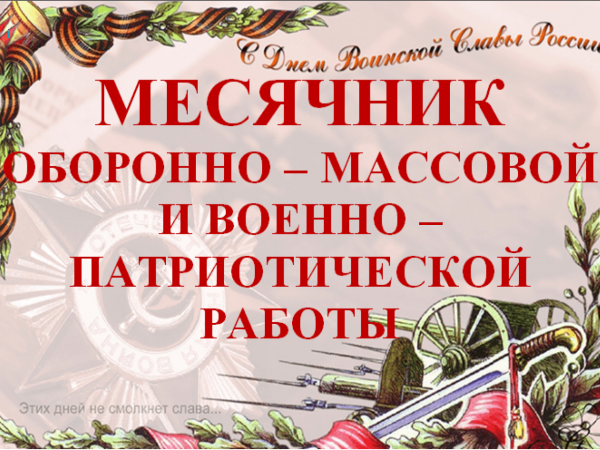 С Днем Воинской Славы России
МЕСЯЧНИК
ОБОРОННО – МАССОВОЙ
И ВОЕННО –
ПАТРИОТИЧЕСКОЙ
РАБОТЫ
Этих дней не смолкнет слава...